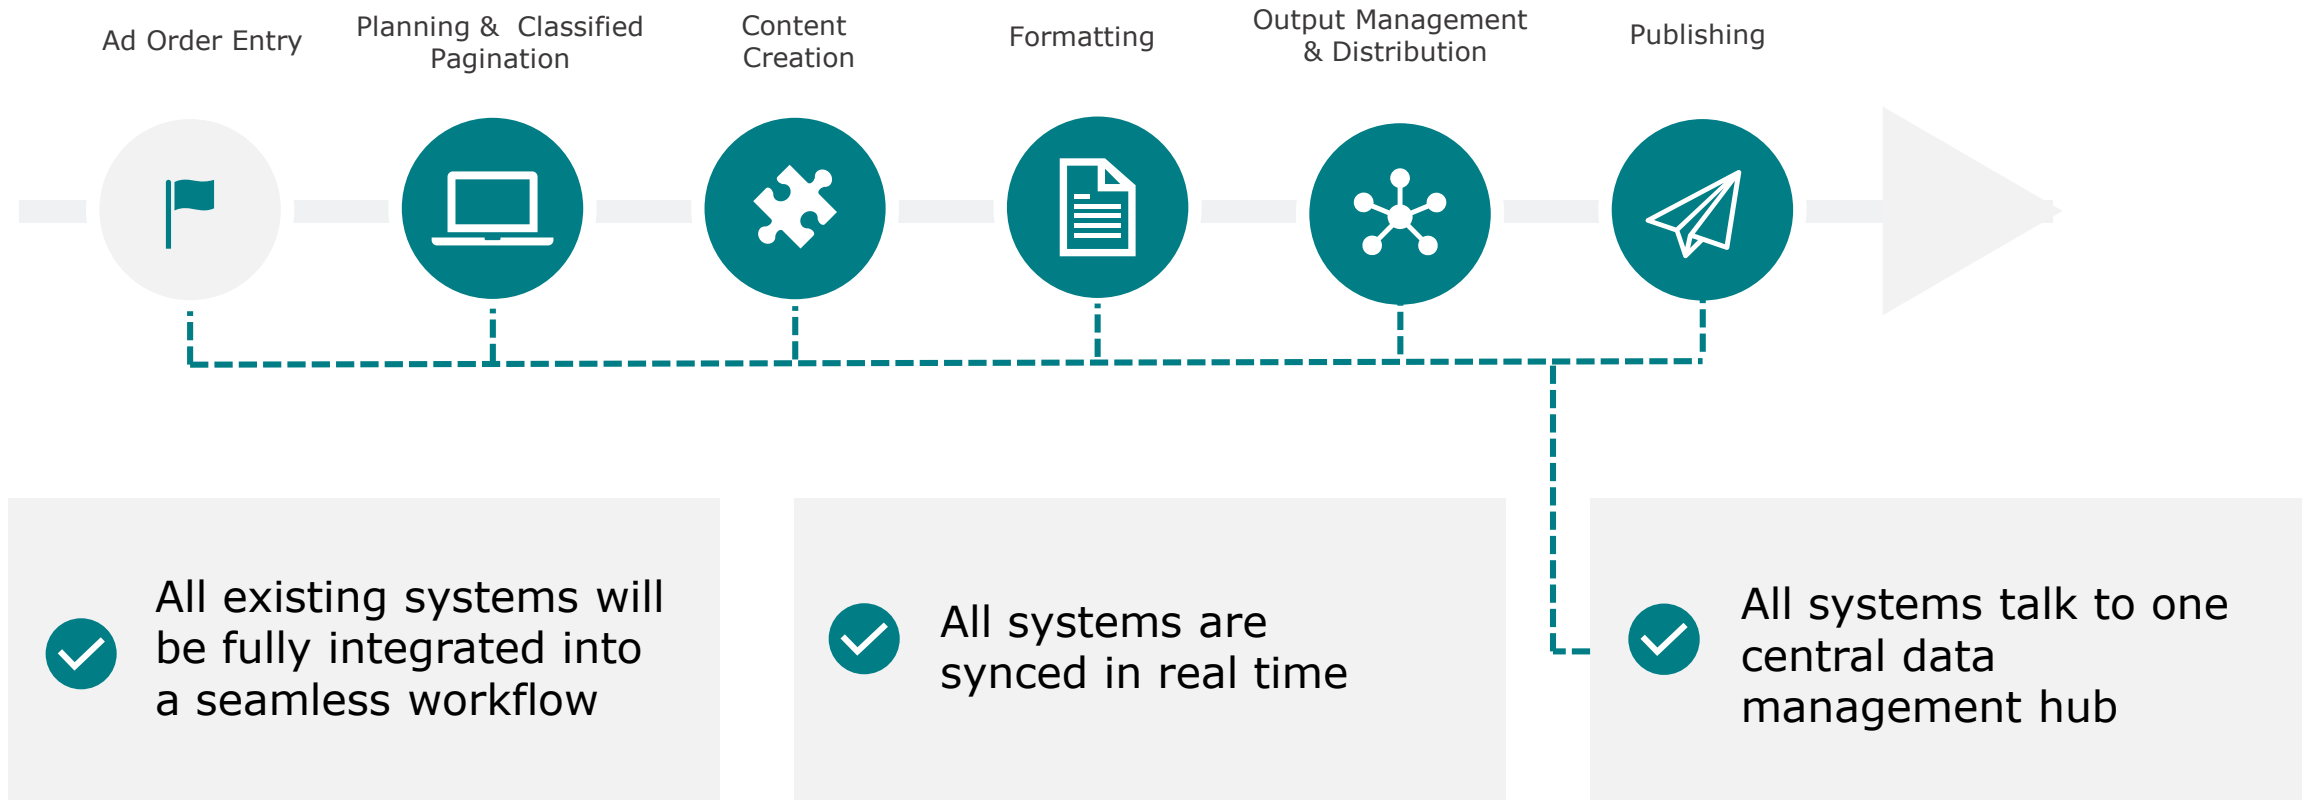 Ad Order Entry
Planning & Classified
Pagination
Content
Creation
Formatting
Output Management
& Distribution
Publishing
All existing systems will
be fully integrated into
a seamless workflow
All systems are
synced in real time
All systems talk to one
central data
management hub